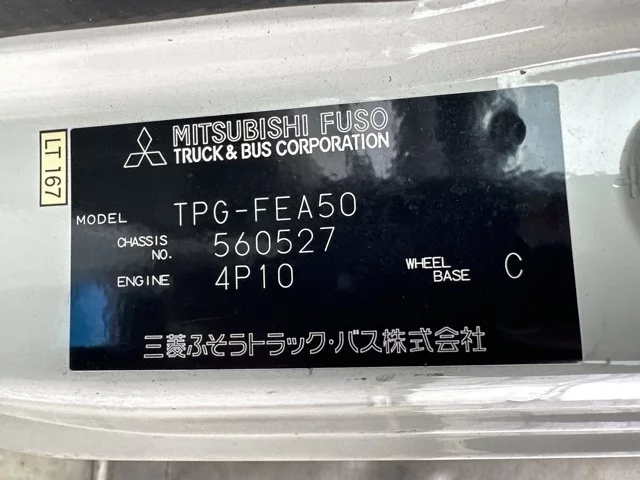 MITSUBISHI FUSO
TRUCK & BUS CORPORATION
LT 167
MODEL TPG-FEA50
CHASSIS NO. 560527
ENGINE 4P10 WHEEL BASE C
三菱ふそうトラック・バス株式会社